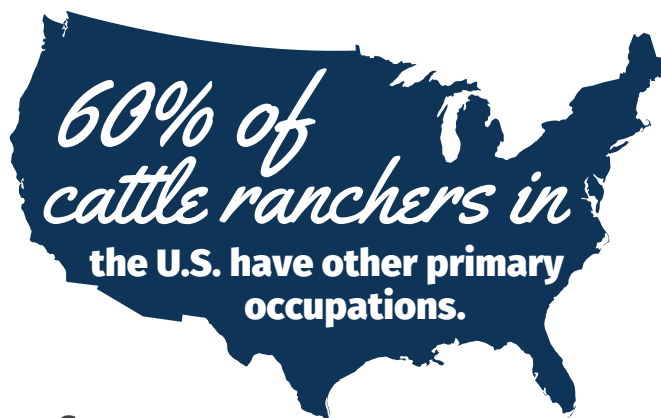 60% of
cattle ranchers in
the U.S. have other primary
occupations.